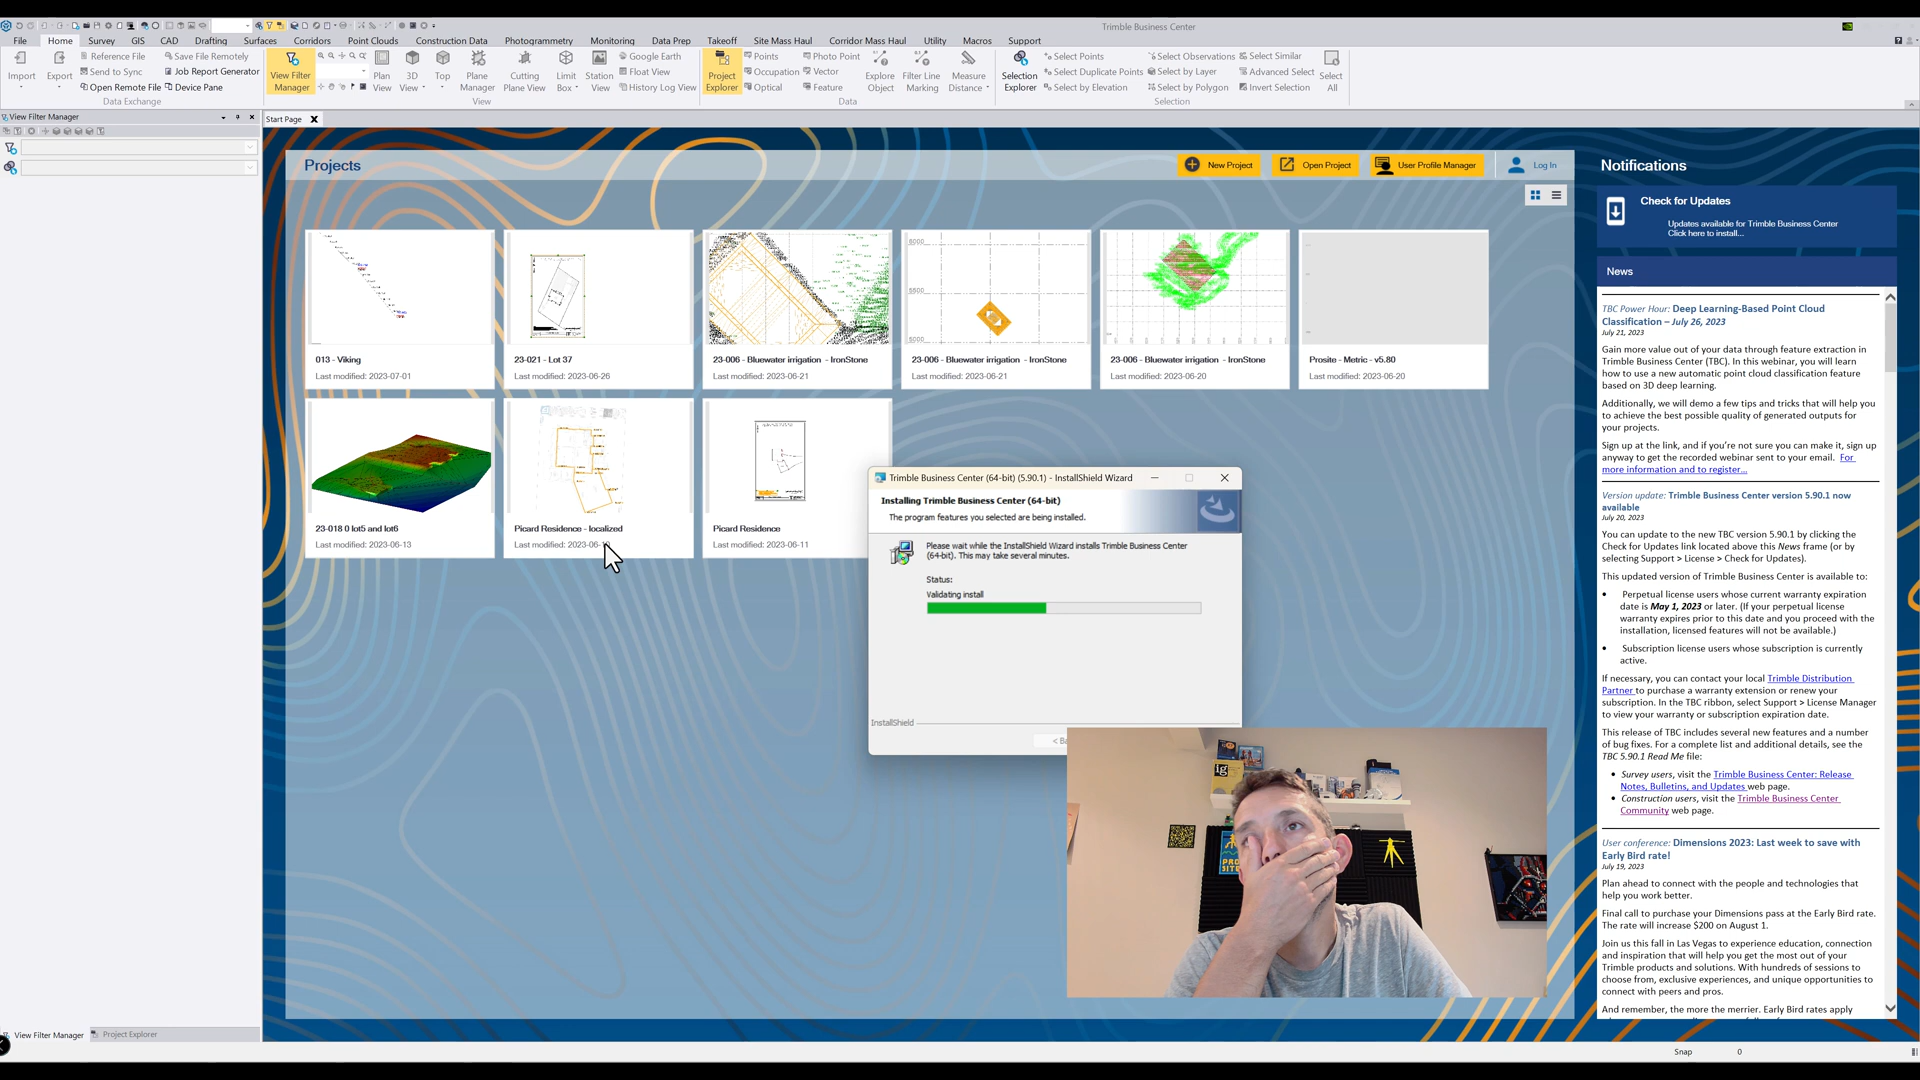 Trimble Business Center
File Home Survey GIS CAD Drafting Surfaces Corridors Point Clouds Construction Data Photogrammetry Monitoring Data Prep Takeoff Site Mass Haul Corridor Mass Haul Utility Macros Support
Import
Export
Reference File
Send to Sync
Open Remote File
Save File Remotely
Job Report Generator
Device Pane
Data Exchange
View Filter
Manager
Plan
View
3D
View
Top
Plane
Manager
Cutting
Plane View
Limit
Box
Station
View
Google Earth
Float View
History Log View
View
Project
Explorer
Points
Occupation
Optical
Photo Point
Vector
Feature
Explore
Object
Filter Line
Marking
Measure
Distance
Data
Selection
Explorer
Select Points
Select Duplicate Points
Select by Elevation
Select Observations
Select by Layer
Select by Polygon
Select Similar
Advanced Select
Invert Selection
Select
All
Selection
View Filter Manager
Start Page
Projects
New Project
Open Project
User Profile Manager
Log In
013 - Viking
Last modified: 2023-07-01
23-021 - Lot 37
Last modified: 2023-06-26
23-006 - Bluewater irrigation - IronStone
Last modified: 2023-06-21
6000
5500
5000
23-006 - Bluewater irrigation - IronStone
Last modified: 2023-06-21
23-006 - Bluewater irrigation - IronStone
Last modified: 2023-06-20
Prosite - Metric - v5.80
Last modified: 2023-06-20
23-018 0 lot5 and lot6
Last modified: 2023-06-13
Picard Residence - localized
Last modified: 2023-06-1
Picard Residence
Last modified: 2023-06-11
Trimble Business Center (64-bit) (5.90.1) - InstallShield Wizard
Installing Trimble Business Center (64-bit)
The program features you selected are being installed.
Please wait while the InstallShield Wizard installs Trimble Business Center
(64-bit). This may take several minutes.
Status:
Validating install
InstallShield
< Ba
Notifications
Check for Updates
Updates available for Trimble Business Center
Click here to install...
News
TBC Power Hour: Deep Learning-Based Point Cloud
Classification – July 26, 2023
July 21, 2023
Gain more value out of your data through feature extraction in
Trimble Business Center (TBC). In this webinar, you will learn
how to use a new automatic point cloud classification feature
based on 3D deep learning.
Additionally, we will demo a few tips and tricks that will help you
to achieve the best possible quality of generated outputs for
your projects.
Sign up at the link, and if you're not sure you can make it, sign up
anyway to get the recorded webinar sent to your email. For
more information and to register...
Version update: Trimble Business Center version 5.90.1 now
available
July 20, 2023
You can update to the new TBC version 5.90.1 by clicking the
Check for Updates link located above this News frame (or by
selecting Support > License > Check for Updates).
This updated version of Trimble Business Center is available to:
• Perpetual license users whose current warranty expiration
date is May 1, 2023 or later. (If your perpetual license
warranty expires prior to this date and you proceed with the
installation, licensed features will not be available.)
• Subscription license users whose subscription is currently
active.
If necessary, you can contact your local Trimble Distribution
Partner to purchase a warranty extension or renew your
subscription. In the TBC ribbon, select Support > License Manager
to view your warranty or subscription expiration date.
This release of TBC includes several new features and a number
of bug fixes. For a complete list and additional details, see the
TBC 5.90.1 Read Me file:
• Survey users, visit the Trimble Business Center: Release
Notes, Bulletins, and Updates web page.
• Construction users, visit the Trimble Business Center
Community web page.
User conference: Dimensions 2023: Last week to save with
Early Bird rate!
July 19, 2023
Plan ahead to connect with the people and technologies that
help you work better.
Final call to purchase your Dimensions pass at the Early Bird rate.
The rate will increase $200 on August 1.
Join us this fall in Las Vegas to experience education, connection
and inspiration that will help you get the most out of your
Trimble products and solutions. With hundreds of sessions to
choose from, exclusive experiences, and unique opportunities to
connect with peers and pros.
And remember, the more the merrier. Early Bird rates apply
View Filter Manager
Project Explorer
Snap
0